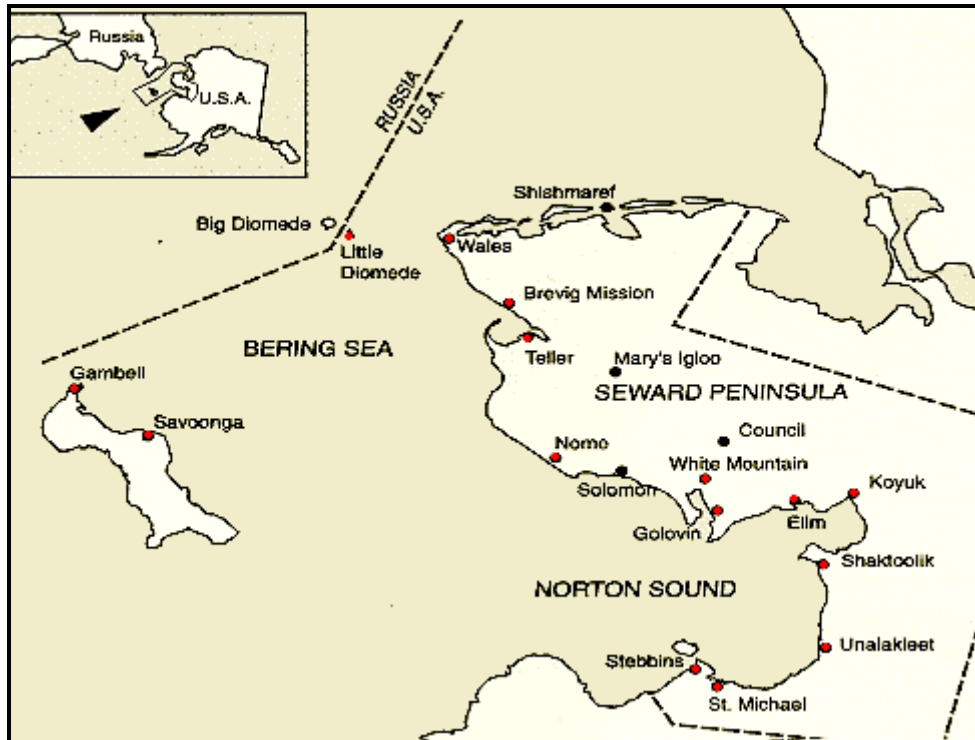 Russia
U.S.A.
RUSSIA
U.S.A.
Shishmaref
Big Diomede
Little
Diomede
Wales
Brevig Mission
BERING SEA
Teller
Mary's Igloo
Gambell
SEWARD PENINSULA
Savoonga
Nome
Council
White Mountain
Solomon
Koyuk
Golovin
Elim
Shaktoolik
NORTON SOUND
Unalakleet
Stebbins
St. Michael